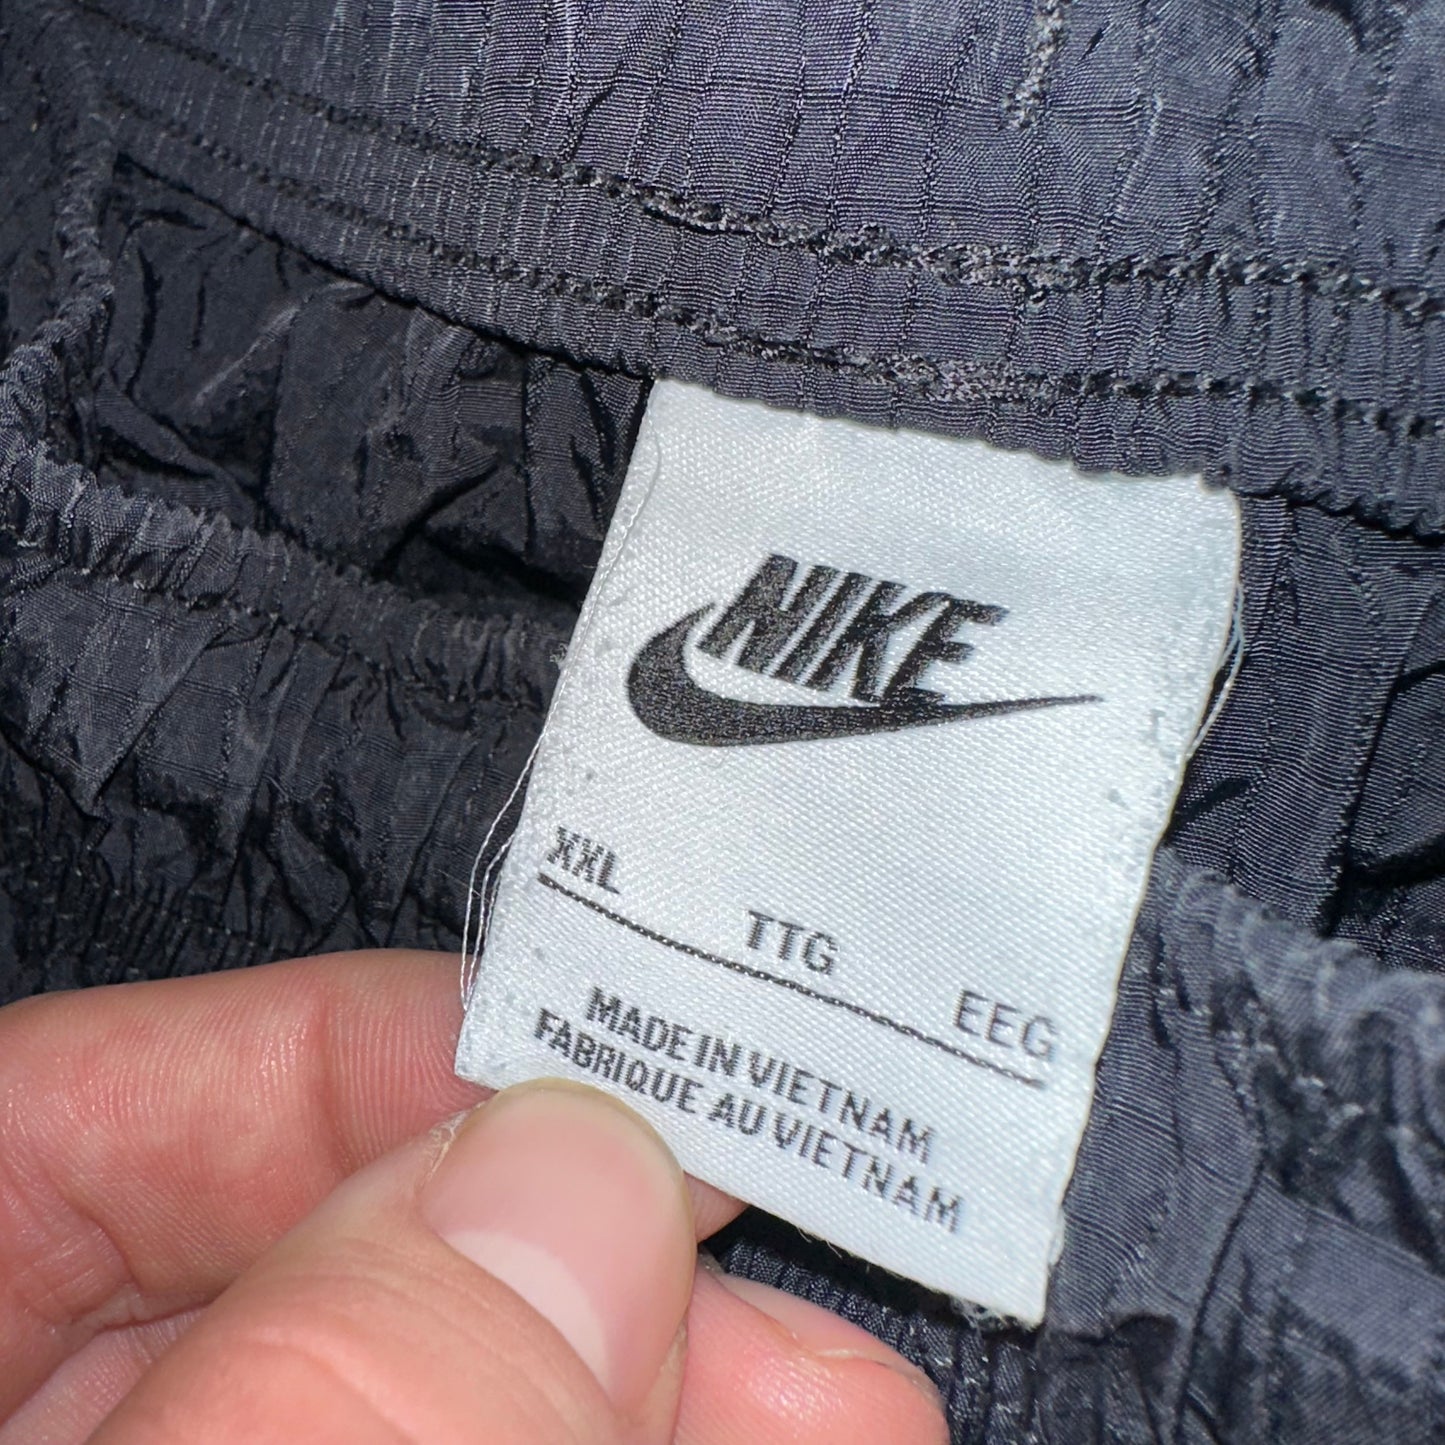 NIKE
XXL TTG EEG
MADE IN VIETNAM
FABRIQUE AU VIETNAM